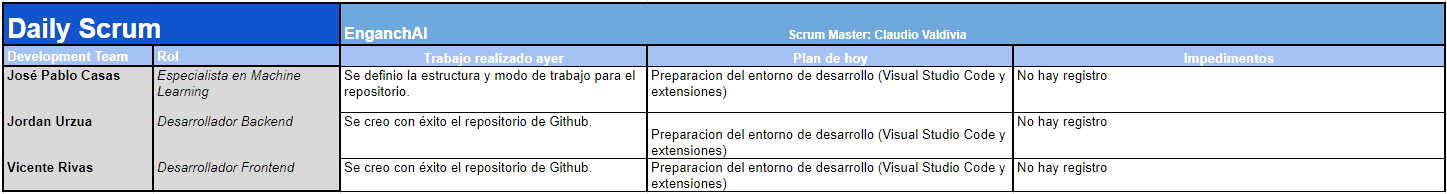 Daily Scrum
EnganchAI
Scrum Master: Claudio Valdivia
Development Team
Rol
Trabajo realizado ayer
Plan de hoy
Impedimentos
José Pablo Casas
Especialista en Machine
Learning
Se definio la estructura y modo de trabajo para el
repositorio.
Preparacion del entorno de desarrollo (Visual Studio Code y
extensiones)
No hay registro
Jordan Urzua
Desarrollador Backend
Se creo con éxito el repositorio de Github.
Preparacion del entorno de desarrollo (Visual Studio Code y
extensiones)
No hay registro
Vicente Rivas
Desarrollador Frontend
Se creo con éxito el repositorio de Github.
Preparacion del entorno de desarrollo (Visual Studio Code y
extensiones)
No hay registro